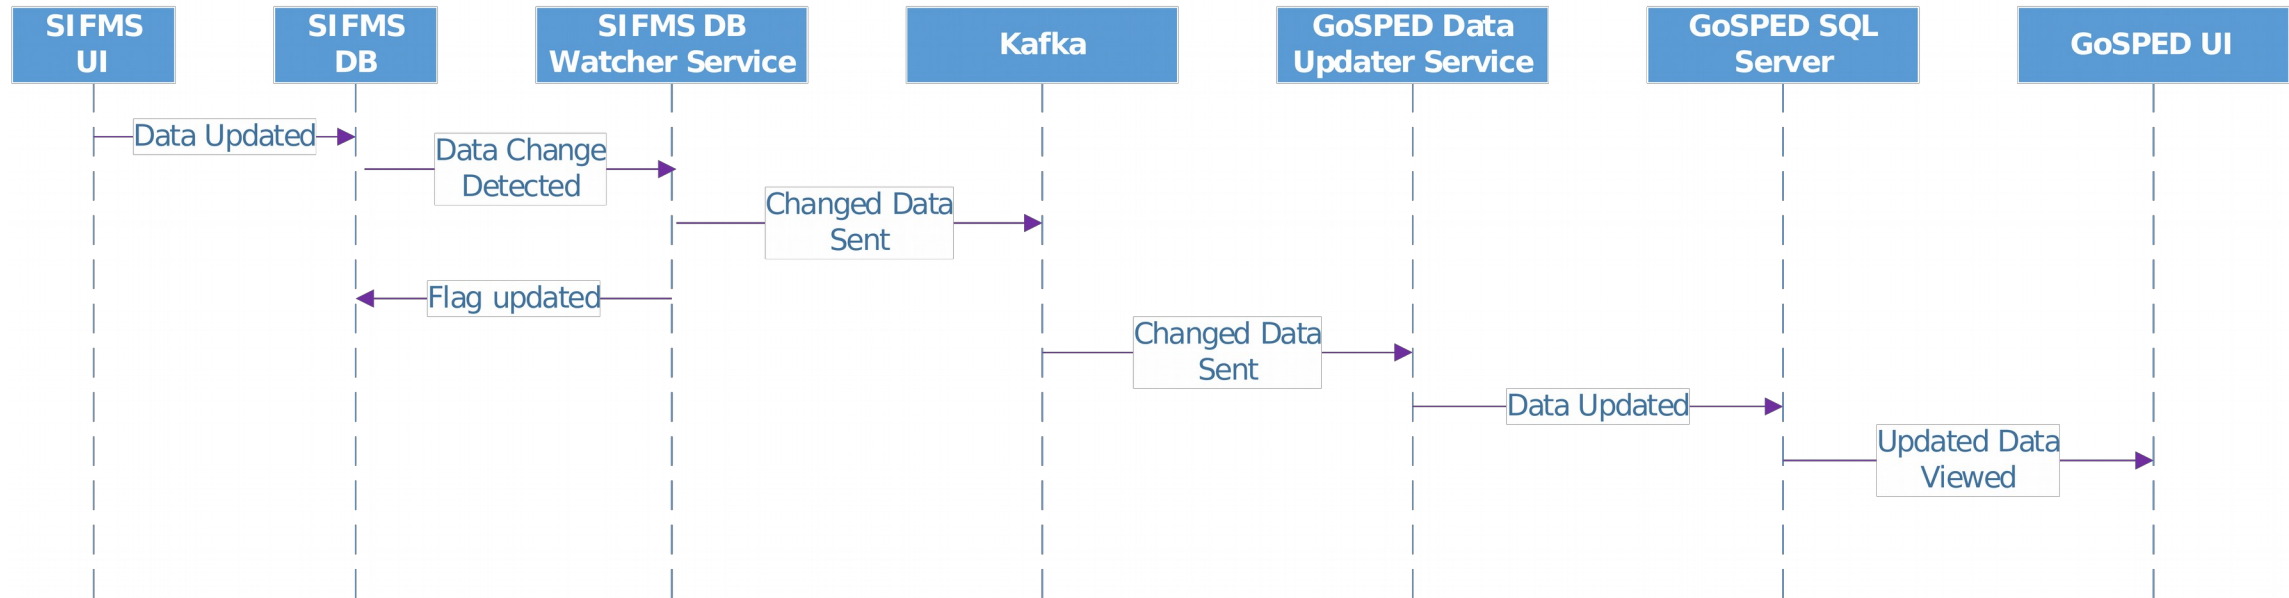 SIFMS
UI
SIFMS
DB
SIFMS DB
Watcher Service
Kafka
GoSPED Data
Updater Service
GoSPED SQL
Server
GoSPED UI
Data Updated
Data Change
Detected
Changed Data
Sent
Flag updated
Changed Data
Sent
Data Updated
Updated Data
Viewed